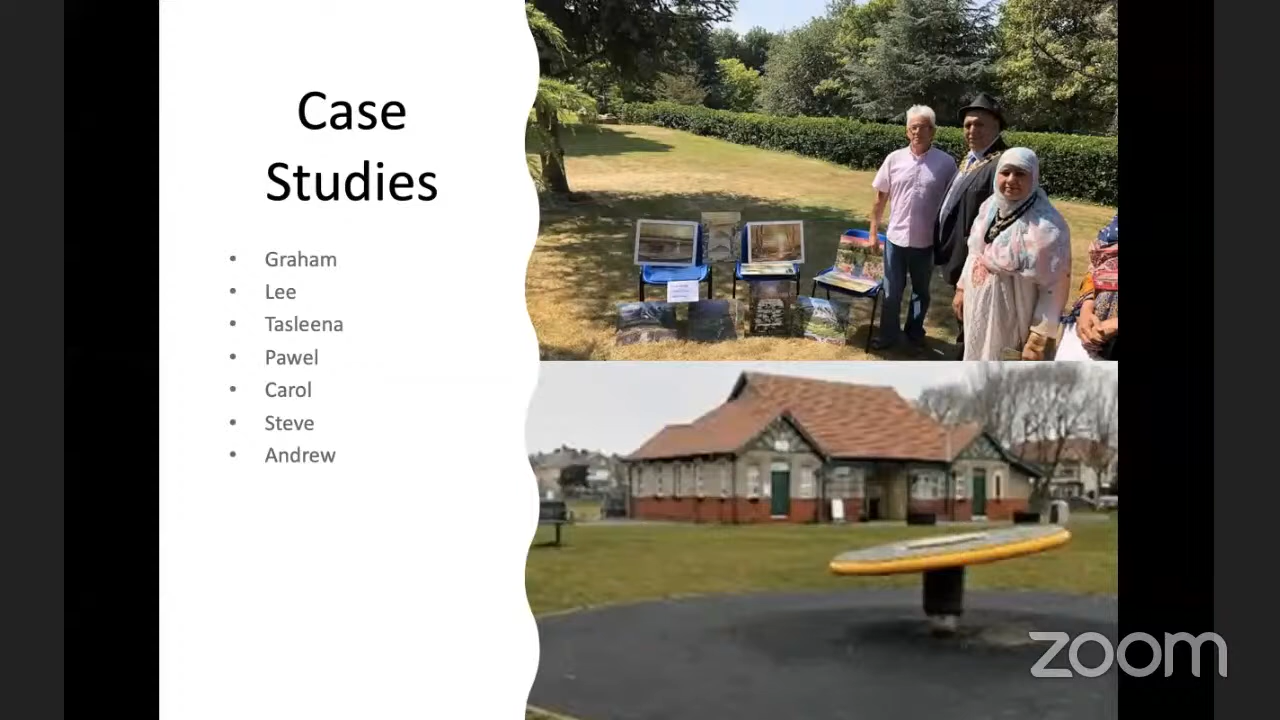 Case
Studies
• Graham
• Lee
• Tasleena
• Pawel
• Carol
• Steve
• Andrew
zoom